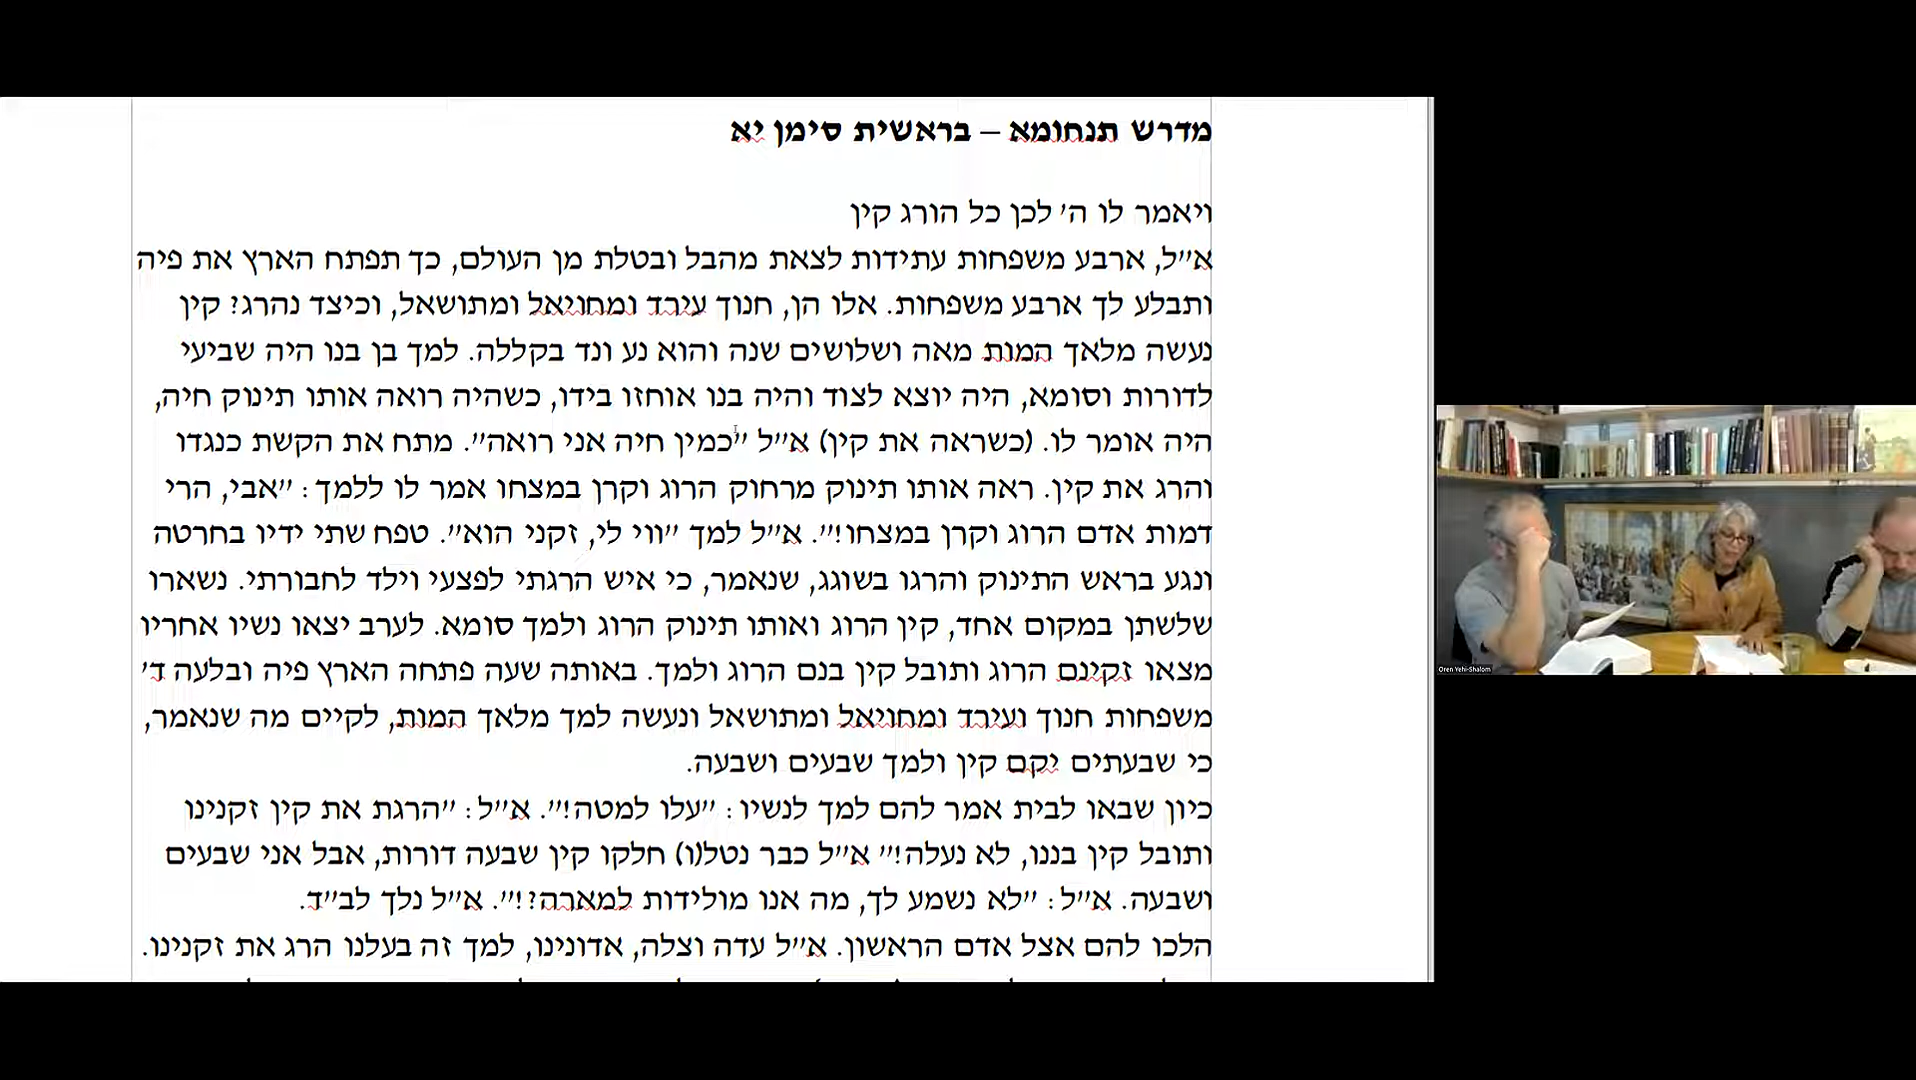 מדרש תנחומא – בראשית סימן יא
ויאמר לו ה׳ לכן כל הורג קין
א״ל, ארבע משפחות עתידות לצאת מהבל ובטלת מן העולם, כך תפתח הארץ את פיה
ותבלע לך ארבע משפחות. אלו הן, חנוך עירד ומחויאל ומתושאל, וכיצד נהרג? קין
נעשה מלאך המות מאה ושלושים שנה והוא נע ונד בקללה. למך בן בנו היה שביעי
לדורות וסומא, היה יוצא לצוד והיה בנו אוחזו בידו, כשהיה רואה אותו תינוק חיה,
היה אומר לו. (כשראה את קין) א״ל ״כמין חיה אני רואה״. מתח את הקשת כנגדו
והרג את קין. ראה אותו תינוק מרחוק הרוג וקרן במצחו אמר לו ללמך: ״אבי, הרי
דמות אדם הרוג וקרן במצחו!״. א״ל למך ״ווי לי, זקני הוא״. טפח שתי ידיו בחרטה
ונגע בראש התינוק והרגו בשוגג, שנאמר, כי איש הרגתי לפצעי וילד לחבורתי. נשארו
שלשתן במקום אחד, קין הרוג ואותו תינוק הרוג ולמך סומא. לערב יצאו נשיו אחריו
מצאו זקינם הרוג ותובל קין בנם הרוג ולמך. באותה שעה פתחה הארץ פיה ובלעה ד׳
משפחות חנוך ועירד ומחויאל ומתושאל ונעשה למך מלאך המות, לקיים מה שנאמר,
כי שבעתים יקם קין ולמך שבעים ושבעה.
כיון שבאו לבית אמר להם למך לנשיו: ״עלו למטה!״. א״ל: ״הרגת את קין זקנינו
ותובל קין בננו, לא נעלה!״ א״ל כבר נטל(ו) חלקו קין שבעה דורות, אבל אני שבעים
ושבעה. א״ל: ״לא נשמע לך, מה אנו מולידות למארה?!״. א״ל נלך לב״ד.
הלכו להם אצל אדם הראשון. א״ל עדה וצלה, אדונינו, למך זה בעלנו הרג את זקנינו.
Oren Yehi-Shalom